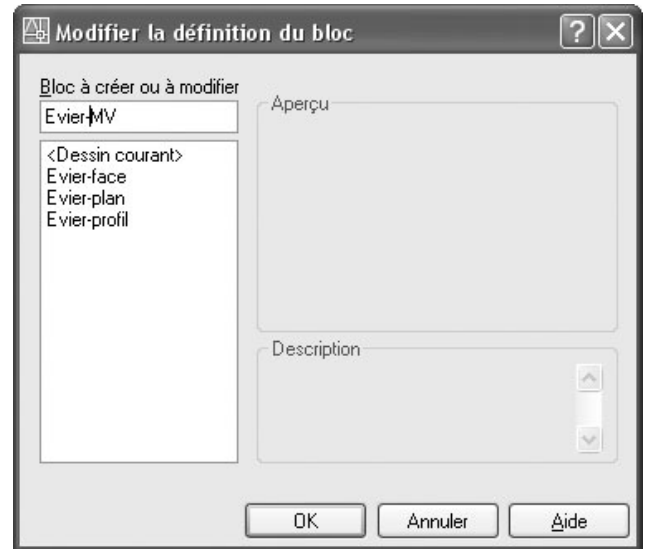 Modifier la définition du bloc
Bloc à créer ou à modifier
Evier-MV
<Dessin courant>
Evier-face
Evier-plan
Evier-profil
Aperçu
Description
OK
Annuler
Aide